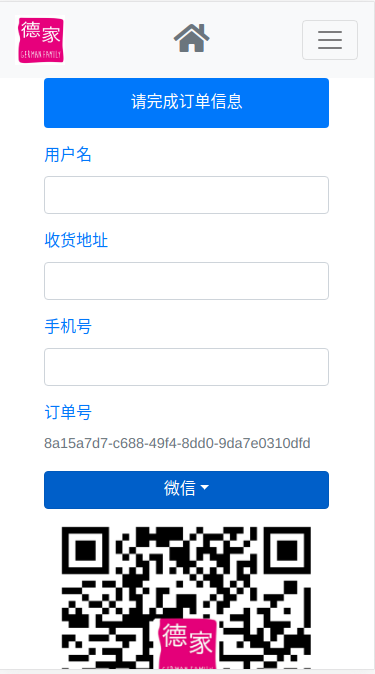 德家
GERMAN FAMILY
请完成订单信息
用户名
收货地址
手机号
订单号
8a15a7d7-c688-49f4-8dd0-9da7e0310dfd
微信
德家
GERMAN FAMILY